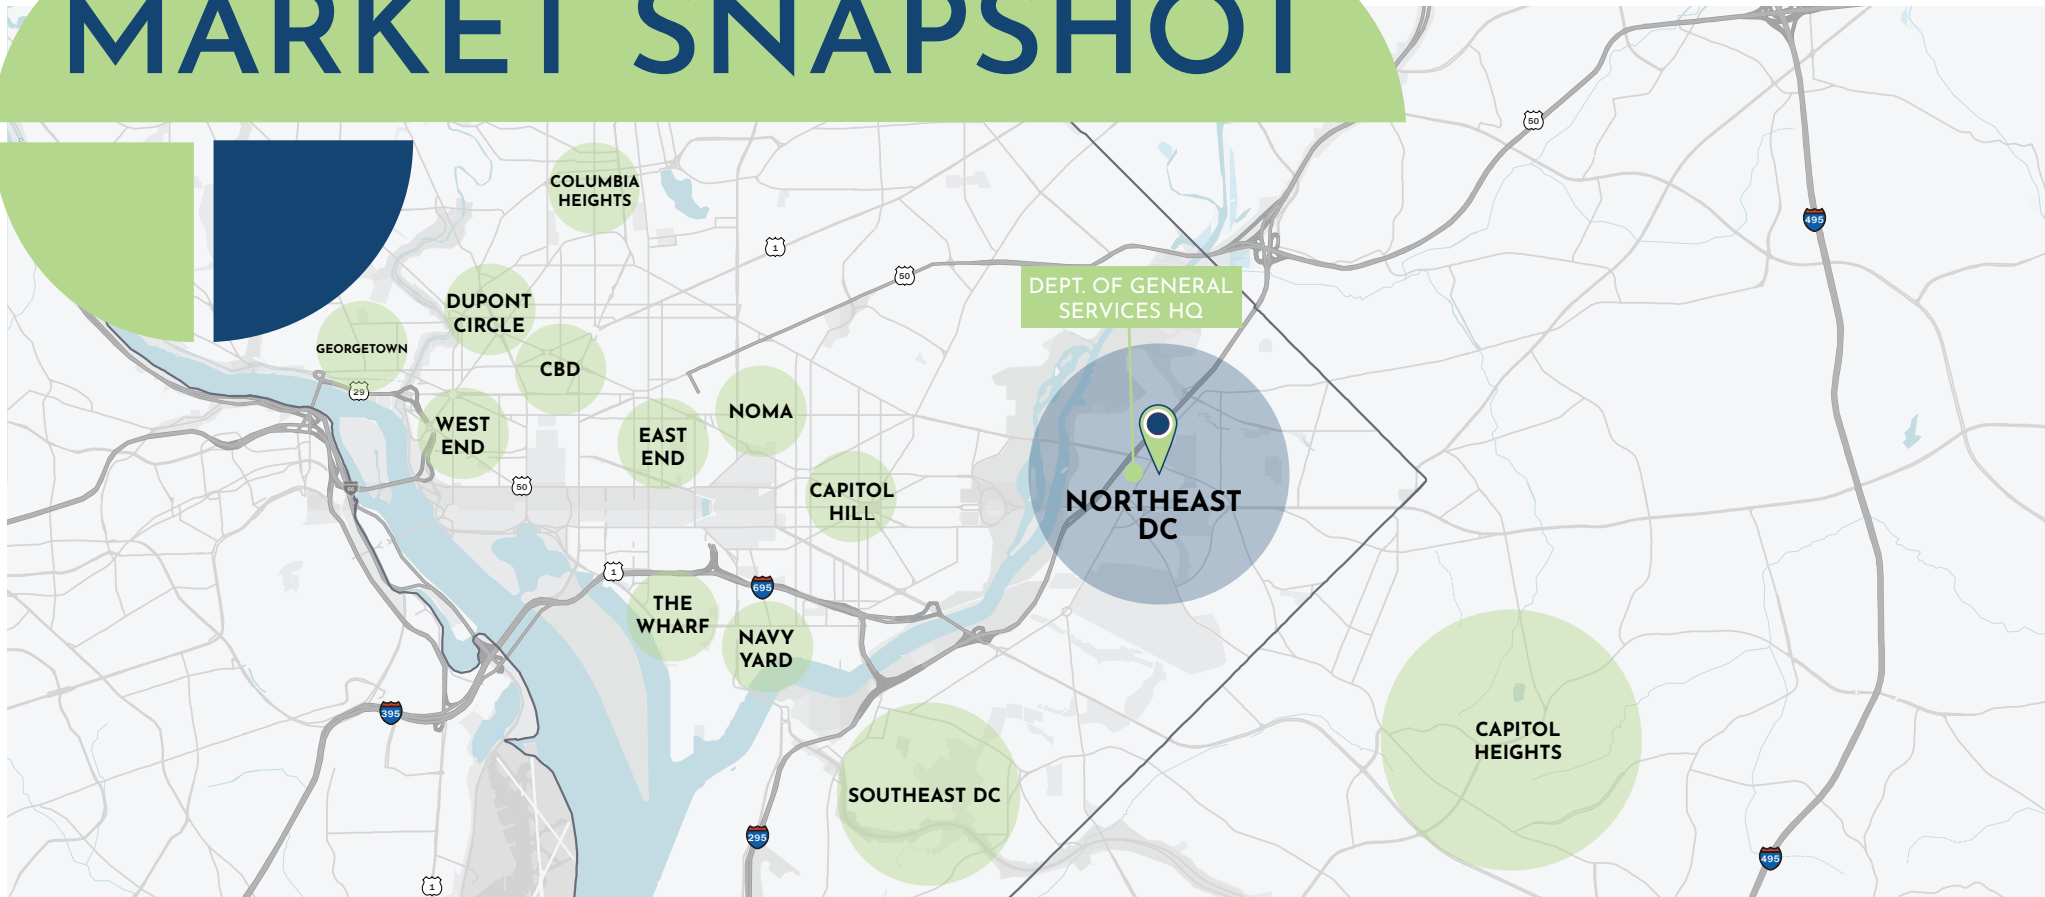 MARKET SNAPSHOT
50
COLUMBIA
HEIGHTS
495
1
50
DEPT. OF GENERAL
SERVICES HQ
DUPONT
CIRCLE
GEORGETOWN
CBD
29
NOMA
WEST
END
EAST
END
50
CAPITOL
HILL
NORTHEAST
DC
1
695
THE
WHARF
NAVY
YARD
395
CAPITOL
HEIGHTS
SOUTHEAST DC
295
495
1